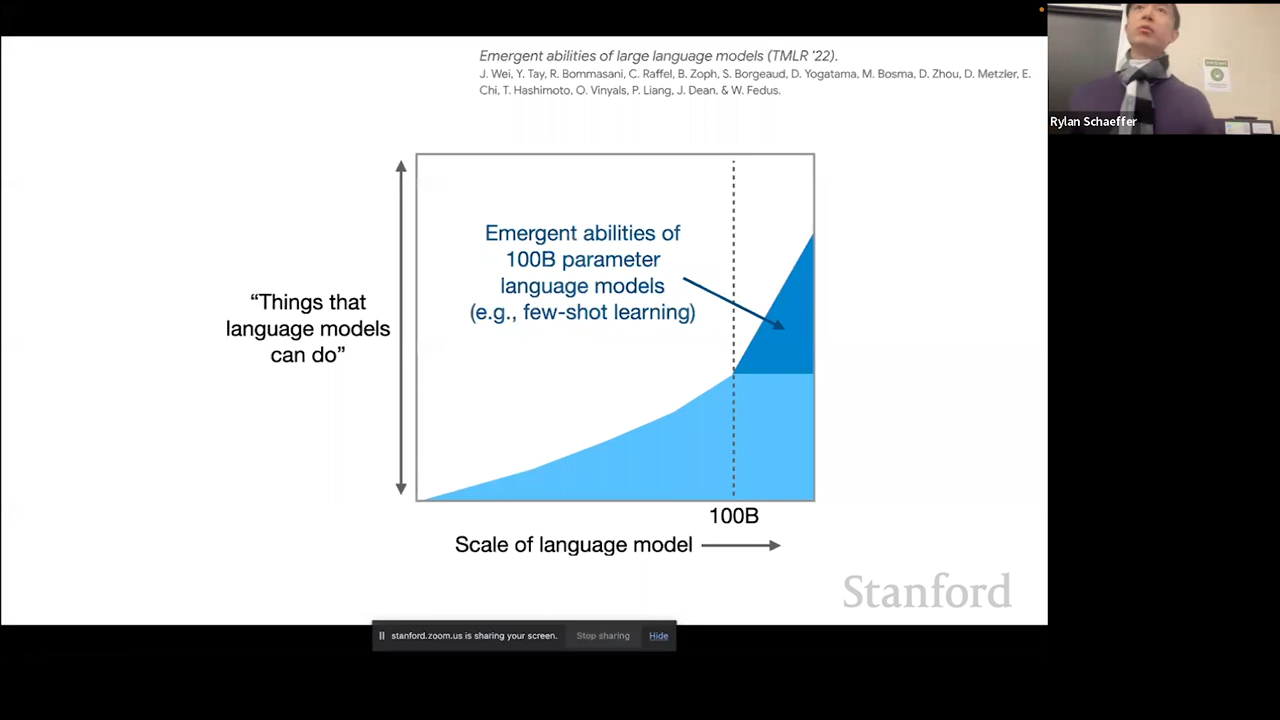 Emergent abilities of large language models (TMLR '22).
J. Wei, Y. Tay, R. Bommasani, C. Raffel, B. Zoph, S. Borgeaud, D. Yogatama, M. Bosma, D. Zhou, D. Metzler, E.
Chi, T. Hashimoto, O. Vinyals, P. Liang, J. Dean, & W. Fedus.
Rylan Schaeffer
Emergent abilities of
100B parameter
language models
(e.g., few-shot learning)
“Things that
language models
can do”
100B
Scale of language model
Stanford
stanford.zoom.us is sharing your screen.
Stop sharing
Hide